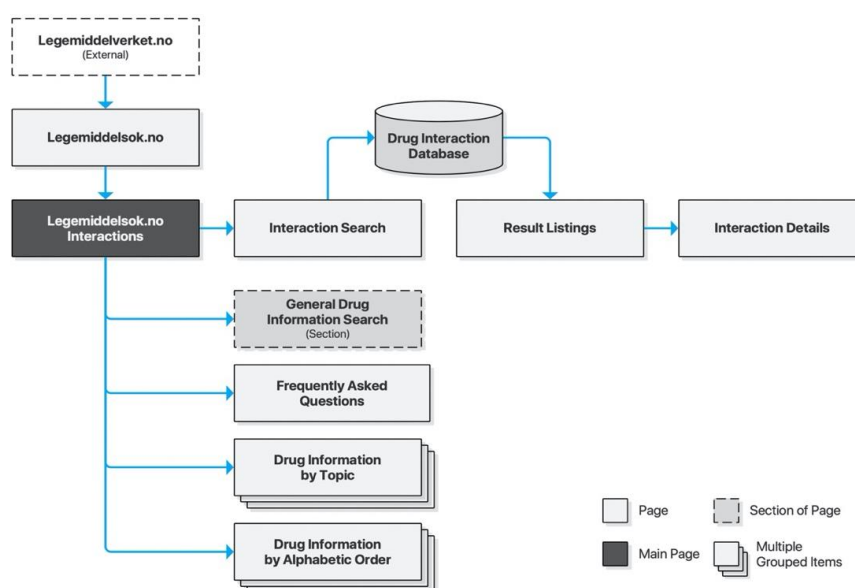 Legemiddelverket.no
(External)
Legemiddelsok.no
Drug Interaction
Database
Legemiddelsok.no
Interactions
Interaction Search
Result Listings
Interaction Details
General Drug
Information Search
(Section)
Frequently Asked
Questions
Drug Information
by Topic
Drug Information
by Alphabetic Order
Page
Section of Page
Main Page
Multiple
Grouped Items